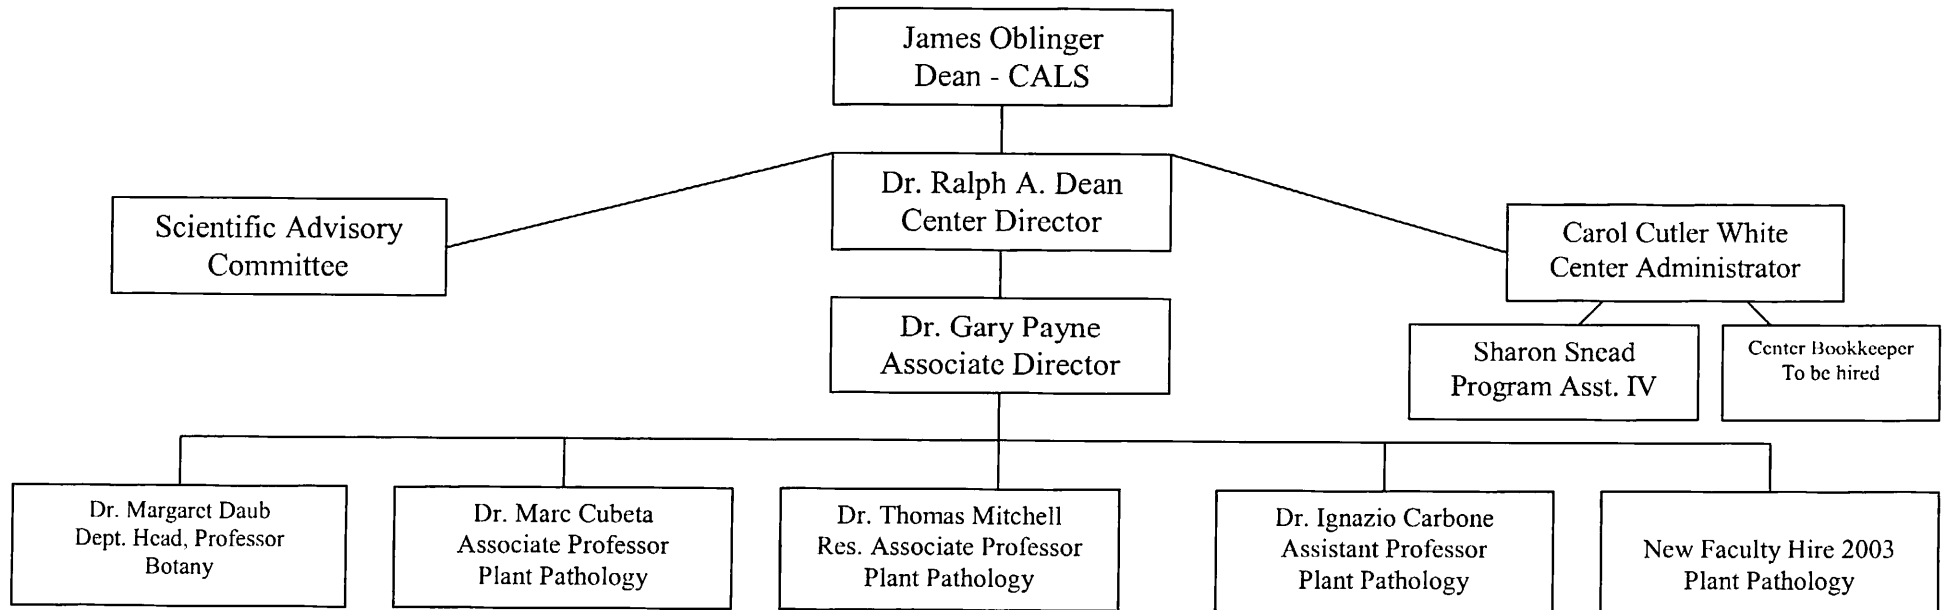 James Oblinger
Dean - CALS
Dr. Ralph A. Dean
Center Director
Scientific Advisory
Committee
Carol Cutler White
Center Administrator
Dr. Gary Payne
Associate Director
Sharon Snead
Program Asst. IV
Center Bookkeeper
To be hired
Dr. Margaret Daub
Dept. Head, Professor
Botany
Dr. Marc Cubeta
Associate Professor
Plant Pathology
Dr. Thomas Mitchell
Res. Associate Professor
Plant Pathology
Dr. Ignazio Carbone
Assistant Professor
Plant Pathology
New Faculty Hire 2003
Plant Pathology